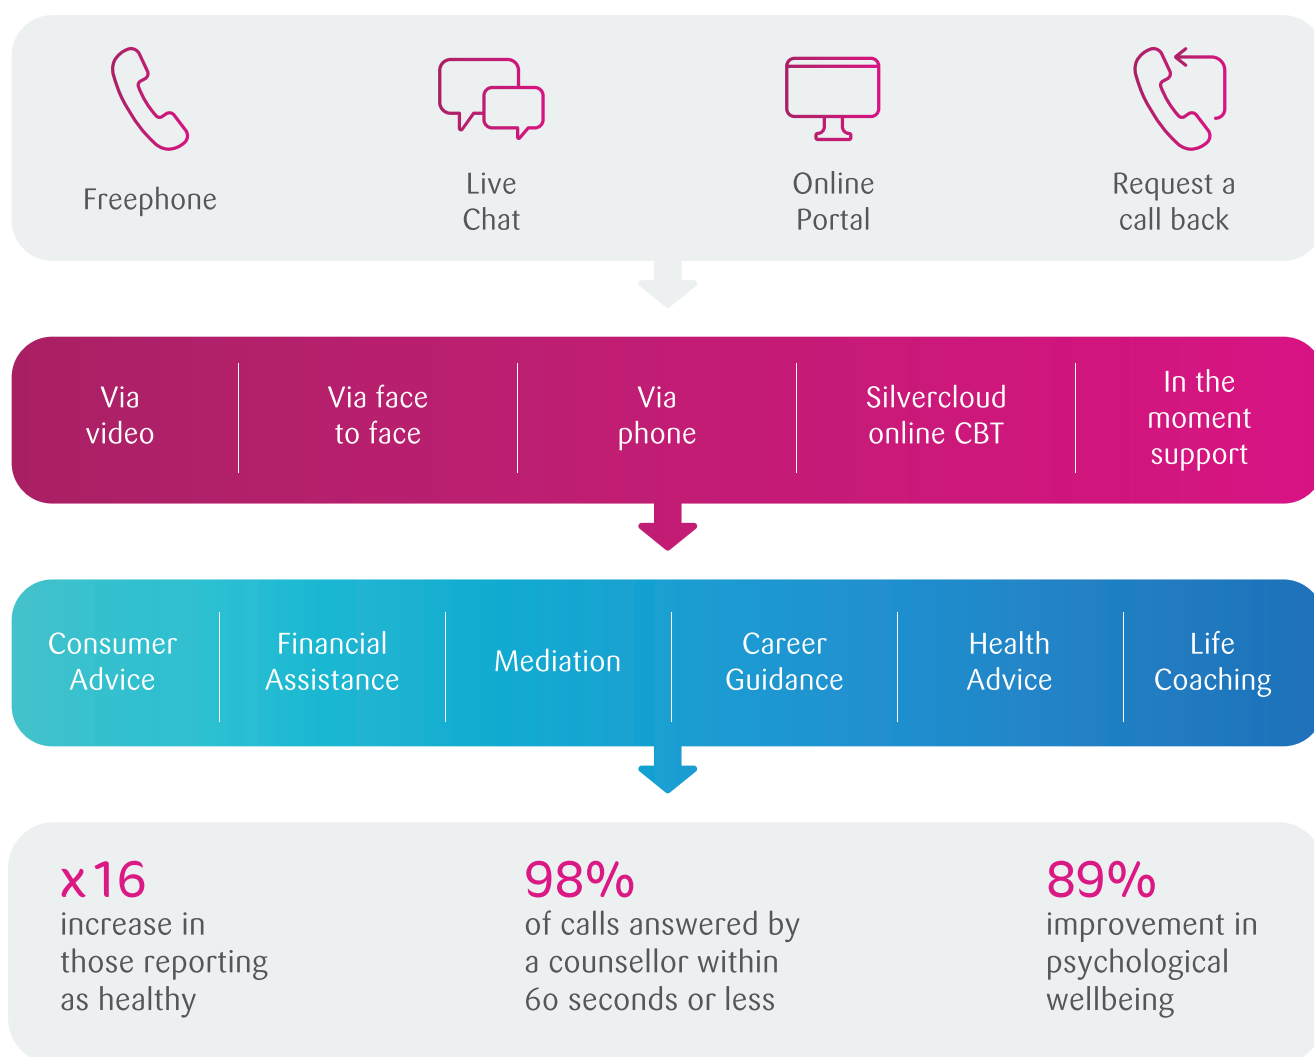 Freephone
Live
Chat
Online
Portal
Request a
call back
Via
video
Via face
to face
Via
phone
Silvercloud
online CBT
In the
moment
support
Consumer
Advice
Financial
Assistance
Mediation
Career
Guidance
Health
Advice
Life
Coaching
x16
increase in
those reporting
as healthy
98%
of calls answered by
a counsellor within
60 seconds or less
89%
improvement in
psychological
wellbeing